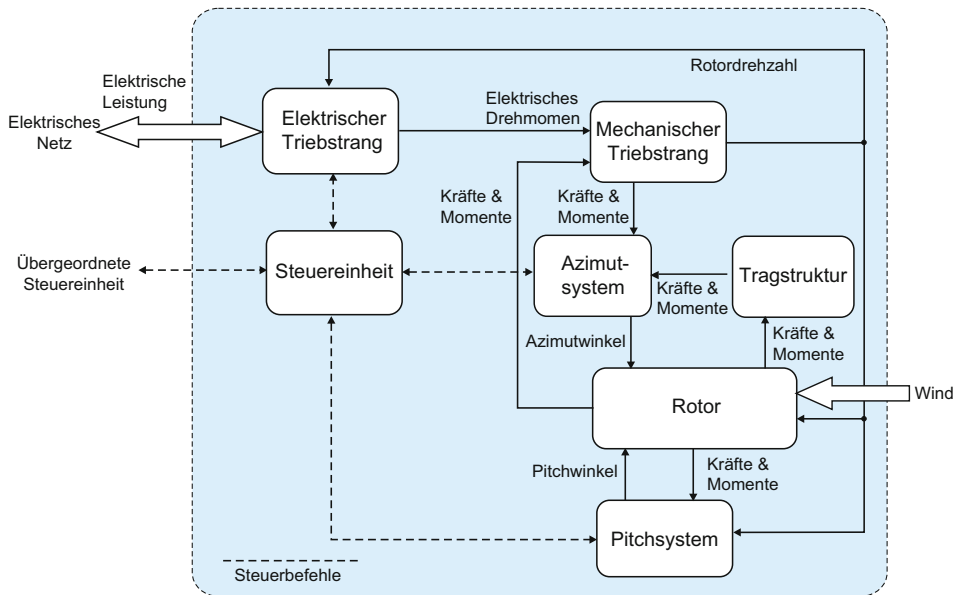 Rotordrehzahl
Elektrische
Leistung
Elektrisches
Netz
Elektrischer
Triebstrang
Elektrisches
Drehmomen
Mechanischer
Triebstrang
Kräfte &
Momente
Kräfte &
Momente
Übergeordnete
Steuereinheit
Steuereinheit
Azimut-
system
Kräfte &
Momente
Tragstruktur
Azimutwinkel
Kräfte &
Momente
Rotor
Wind
Pitchwinkel
Kräfte &
Momente
Pitchsystem
Steuerbefehle